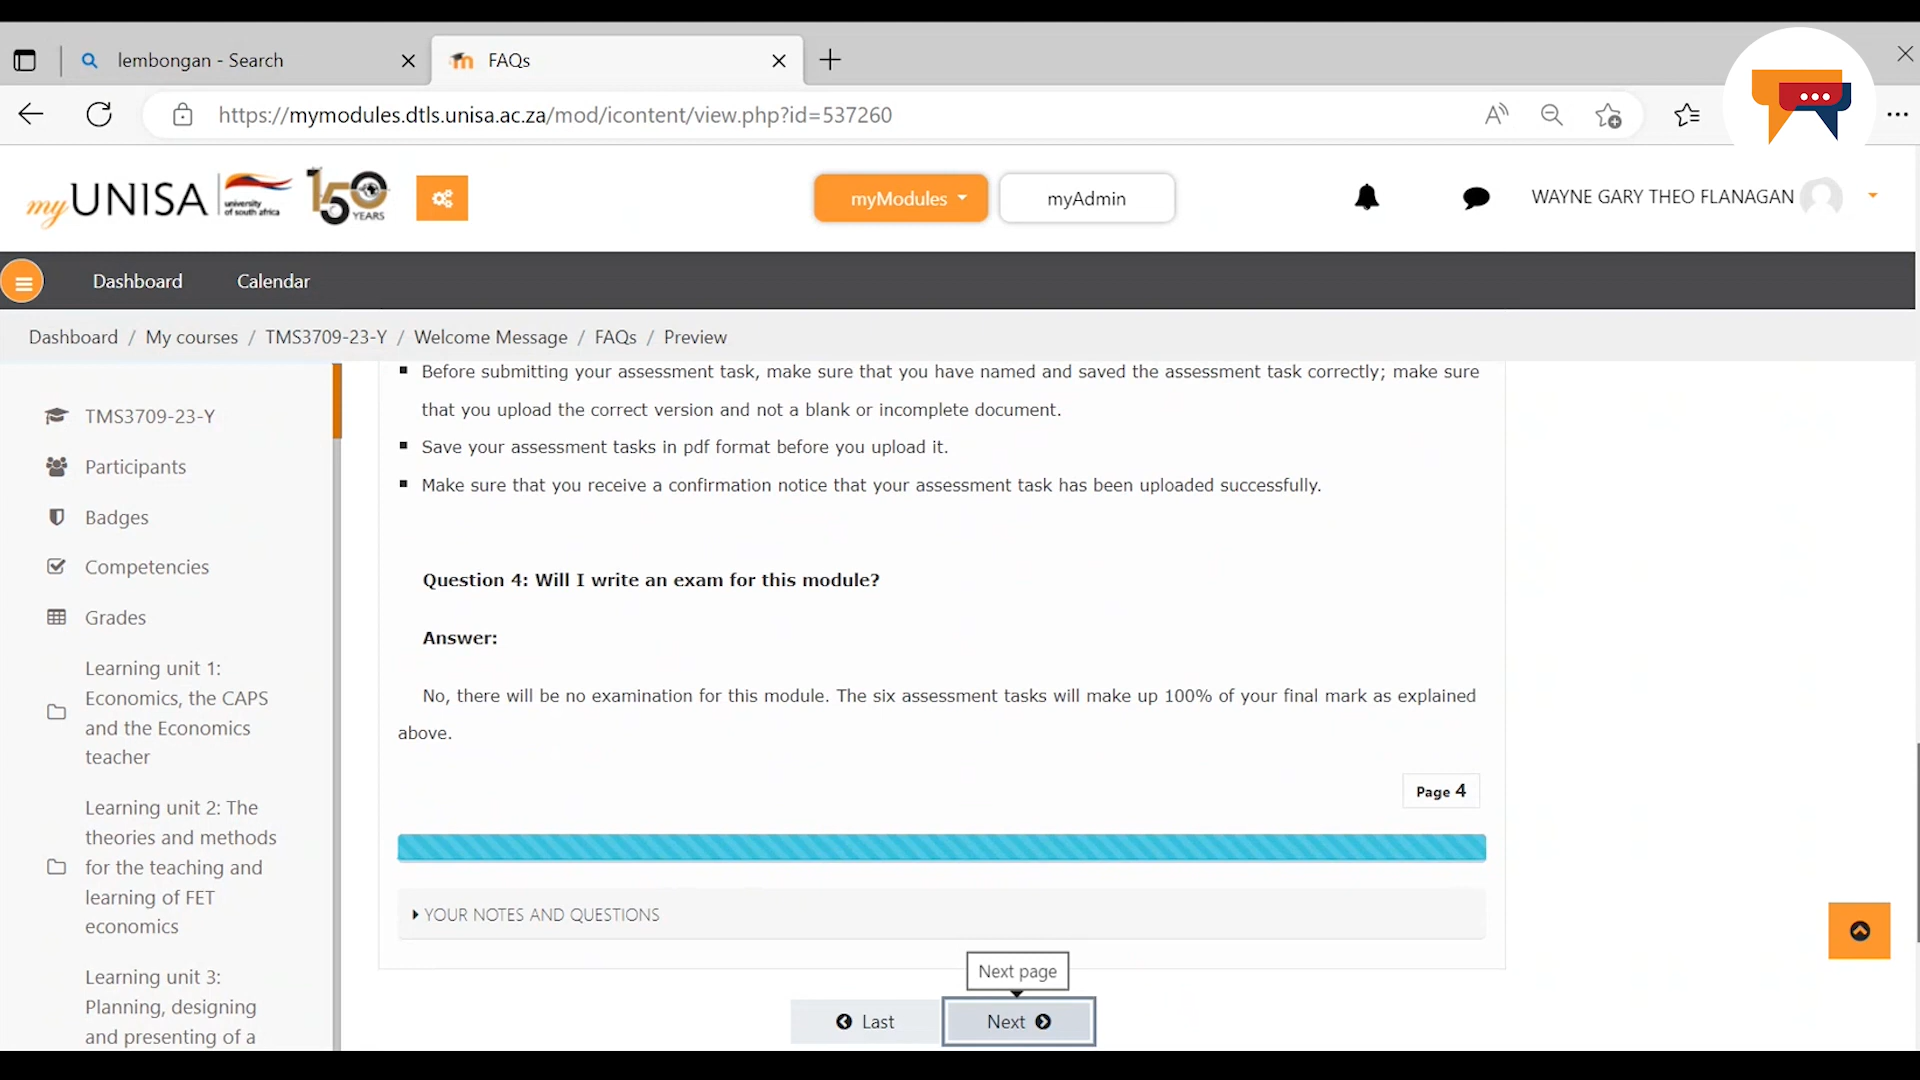 lembongan - Search
FAQs
https://mymodules.dtls.unisa.ac.za/mod/icontent/view.php?id=537260
my UNISA university of south africa 150 YEARS
myModules
myAdmin
WAYNE GARY THEO FLANAGAN
Dashboard
Calendar
Dashboard / My courses / TMS3709-23-Y / Welcome Message / FAQs / Preview
TMS3709-23-Y
Participants
Badges
Competencies
Grades
Learning unit 1:
Economics, the CAPS
and the Economics
teacher
Learning unit 2: The
theories and methods
for the teaching and
learning of FET
economics
Learning unit 3:
Planning, designing
and presenting of a
▪ Before submitting your assessment task, make sure that you have named and saved the assessment task correctly; make sure
that you upload the correct version and not a blank or incomplete document.
▪ Save your assessment tasks in pdf format before you upload it.
▪ Make sure that you receive a confirmation notice that your assessment task has been uploaded successfully.
Question 4: Will I write an exam for this module?
Answer:
No, there will be no examination for this module. The six assessment tasks will make up 100% of your final mark as explained
above.
Page 4
YOUR NOTES AND QUESTIONS
Next page
Last
Next